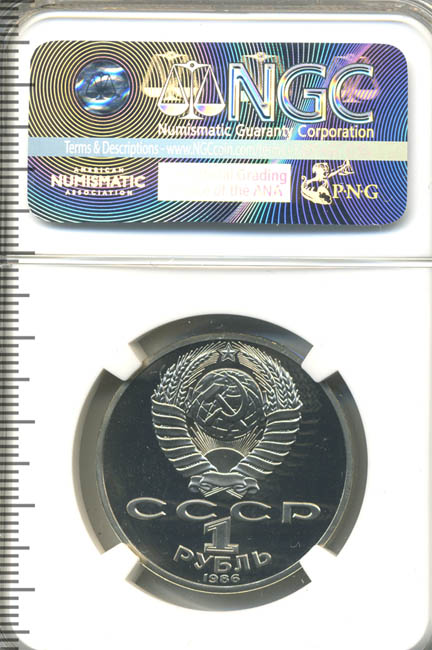 NGC
Numismatic Guaranty Corporation
Terms & Descriptions - www.NGCcoin.com/
AMERICAN
NUMISMATIC
ASSOCIATION
Grading
of the ANA
PNG
СССР
1
РУБЛЬ
1986